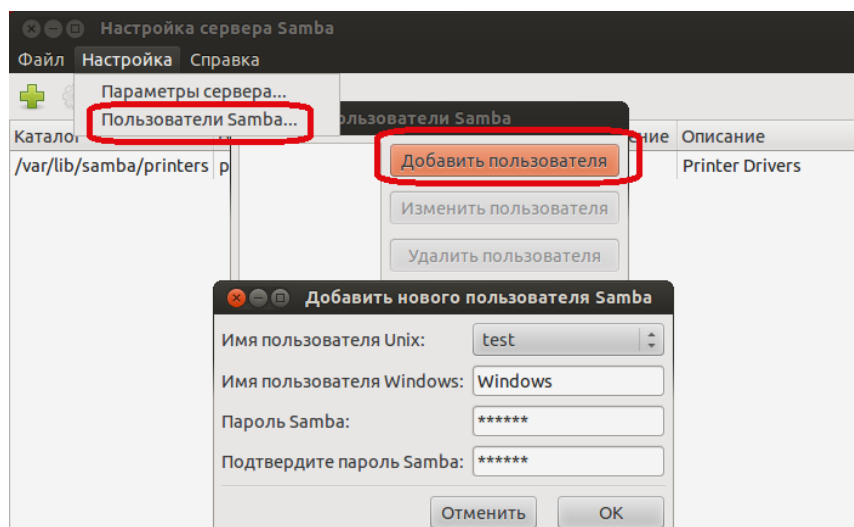 Настройка сервера Samba
Файл Настройка Справка
Параметры сервера...
Пользователи Samba...
Каталог
/var/lib/samba/printers
Описание
Printer Drivers
Samba
Добавить пользователя
Изменить пользователя
Удалить пользователя
Добавить нового пользователя Samba
Имя пользователя Unix: test
Имя пользователя Windows: Windows
Пароль Samba: ******
Подтвердите пароль Samba: ******
Отменить OK